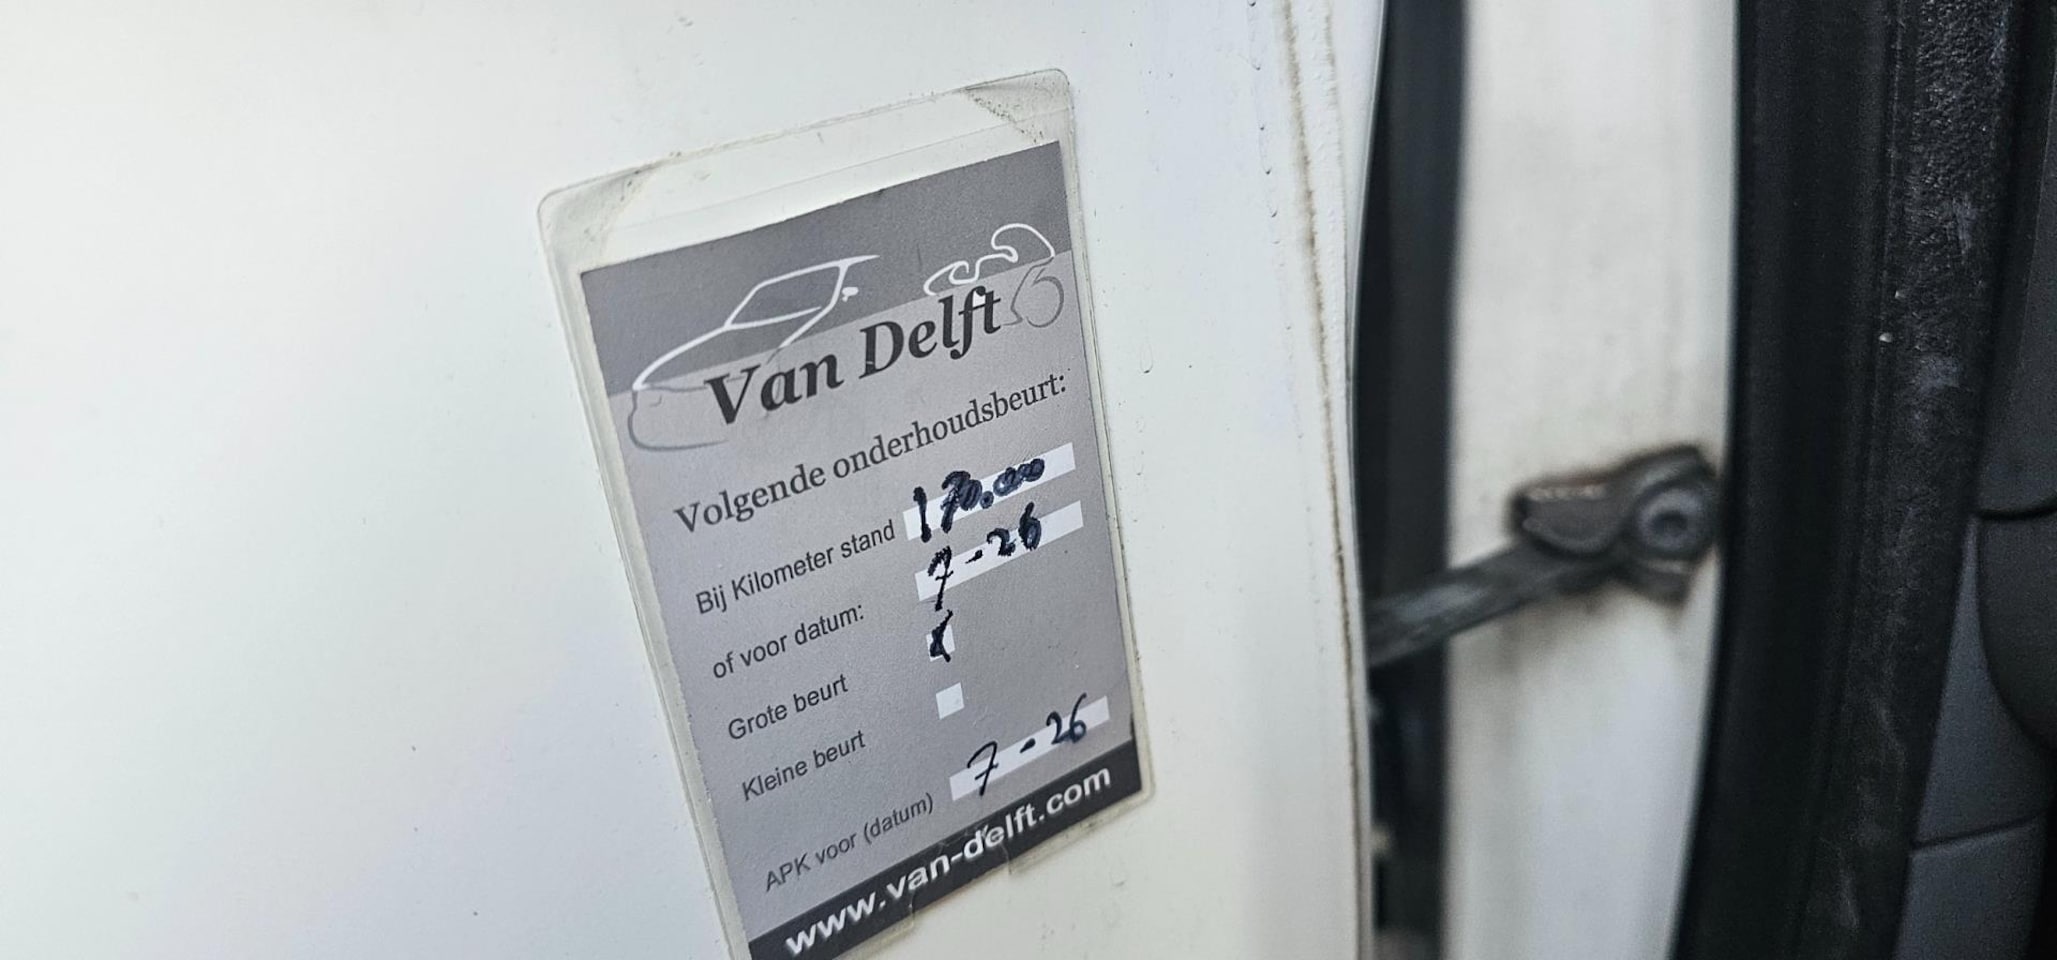 Van Delft
Volgende onderhoudsbeurt:
Bij Kilometer stand 170.000
of voor datum: 7-26
Grote beurt x
Kleine beurt
APK voor (datum) 7-26
www.van-delft.com